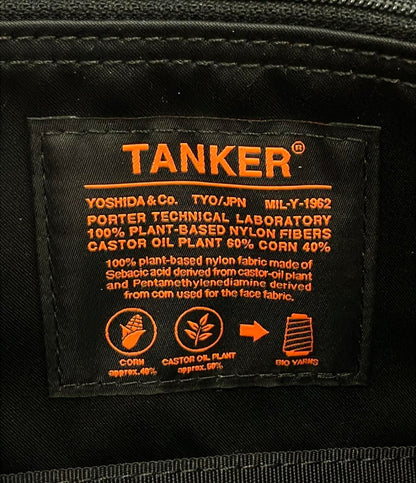 TANKER®
YOSHIDA & Co. TYO/JPN MIL-Y-1962
PORTER TECHNICAL LABORATORY
100% PLANT-BASED NYLON FIBERS
CASTOR OIL PLANT 60% CORN 40%
100% plant-based nylon fabric made of
Sebacic acid derived from castor-oil plant
and Pentamethylenediamine derived
from corn used for the face fabric.
CORN
approx.40%
CASTOR OIL PLANT
approx.60%
BIO YARNS